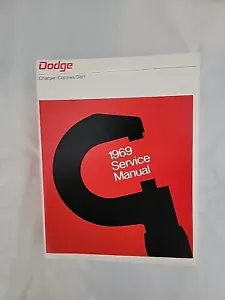 Dodge
Charger/Coronet/Dart
1969
Service
Manual